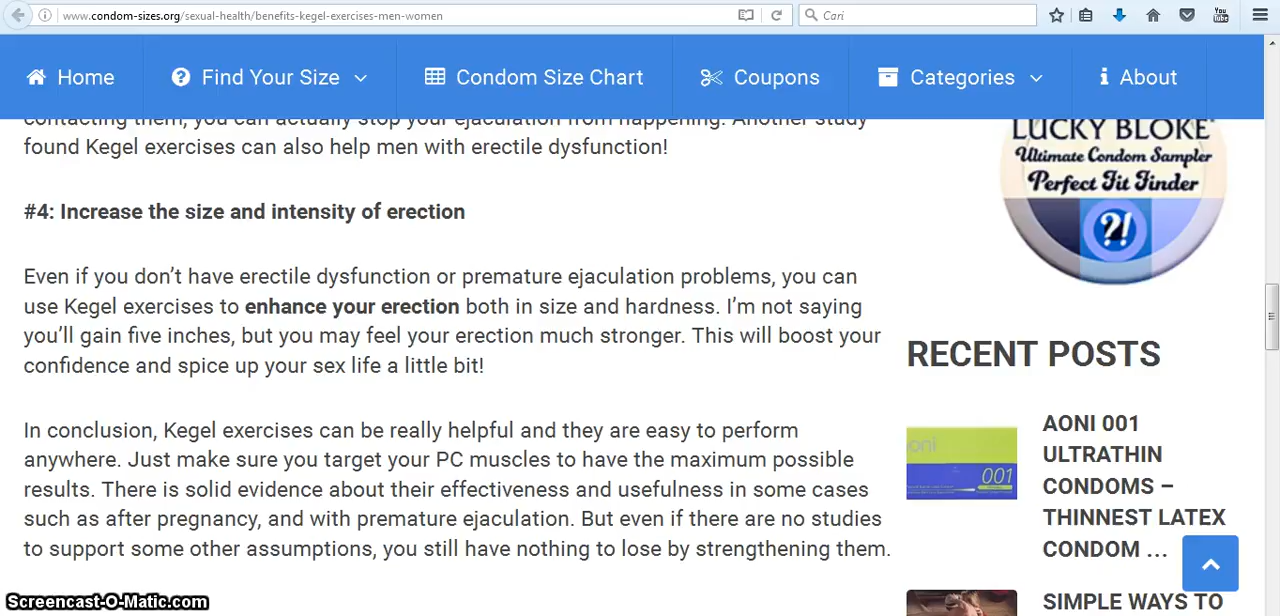 www.condom-sizes.org/sexual-health/benefits-kegel-exercises-men-women
Cari
You Tube
Home
Find Your Size
Condom Size Chart
Coupons
Categories
About
contacting them, you can actually stop your ejaculation from happening. Another study
found Kegel exercises can also help men with erectile dysfunction!
#4: Increase the size and intensity of erection
Even if you don’t have erectile dysfunction or premature ejaculation problems, you can
use Kegel exercises to enhance your erection both in size and hardness. I’m not saying
you’ll gain five inches, but you may feel your erection much stronger. This will boost your
confidence and spice up your sex life a little bit!
In conclusion, Kegel exercises can be really helpful and they are easy to perform
anywhere. Just make sure you target your PC muscles to have the maximum possible
results. There is solid evidence about their effectiveness and usefulness in some cases
such as after pregnancy, and with premature ejaculation. But even if there are no studies
to support some other assumptions, you still have nothing to lose by strengthening them.
LUCKY BLOKE
Ultimate Condom Sampler
Perfect Fit Finder
?!
RECENT POSTS
oni
001
AONI 001
ULTRATHIN
CONDOMS –
THINNEST LATEX
CONDOM ...
SIMPLE WAYS TO
Screencast-O-Matic.com